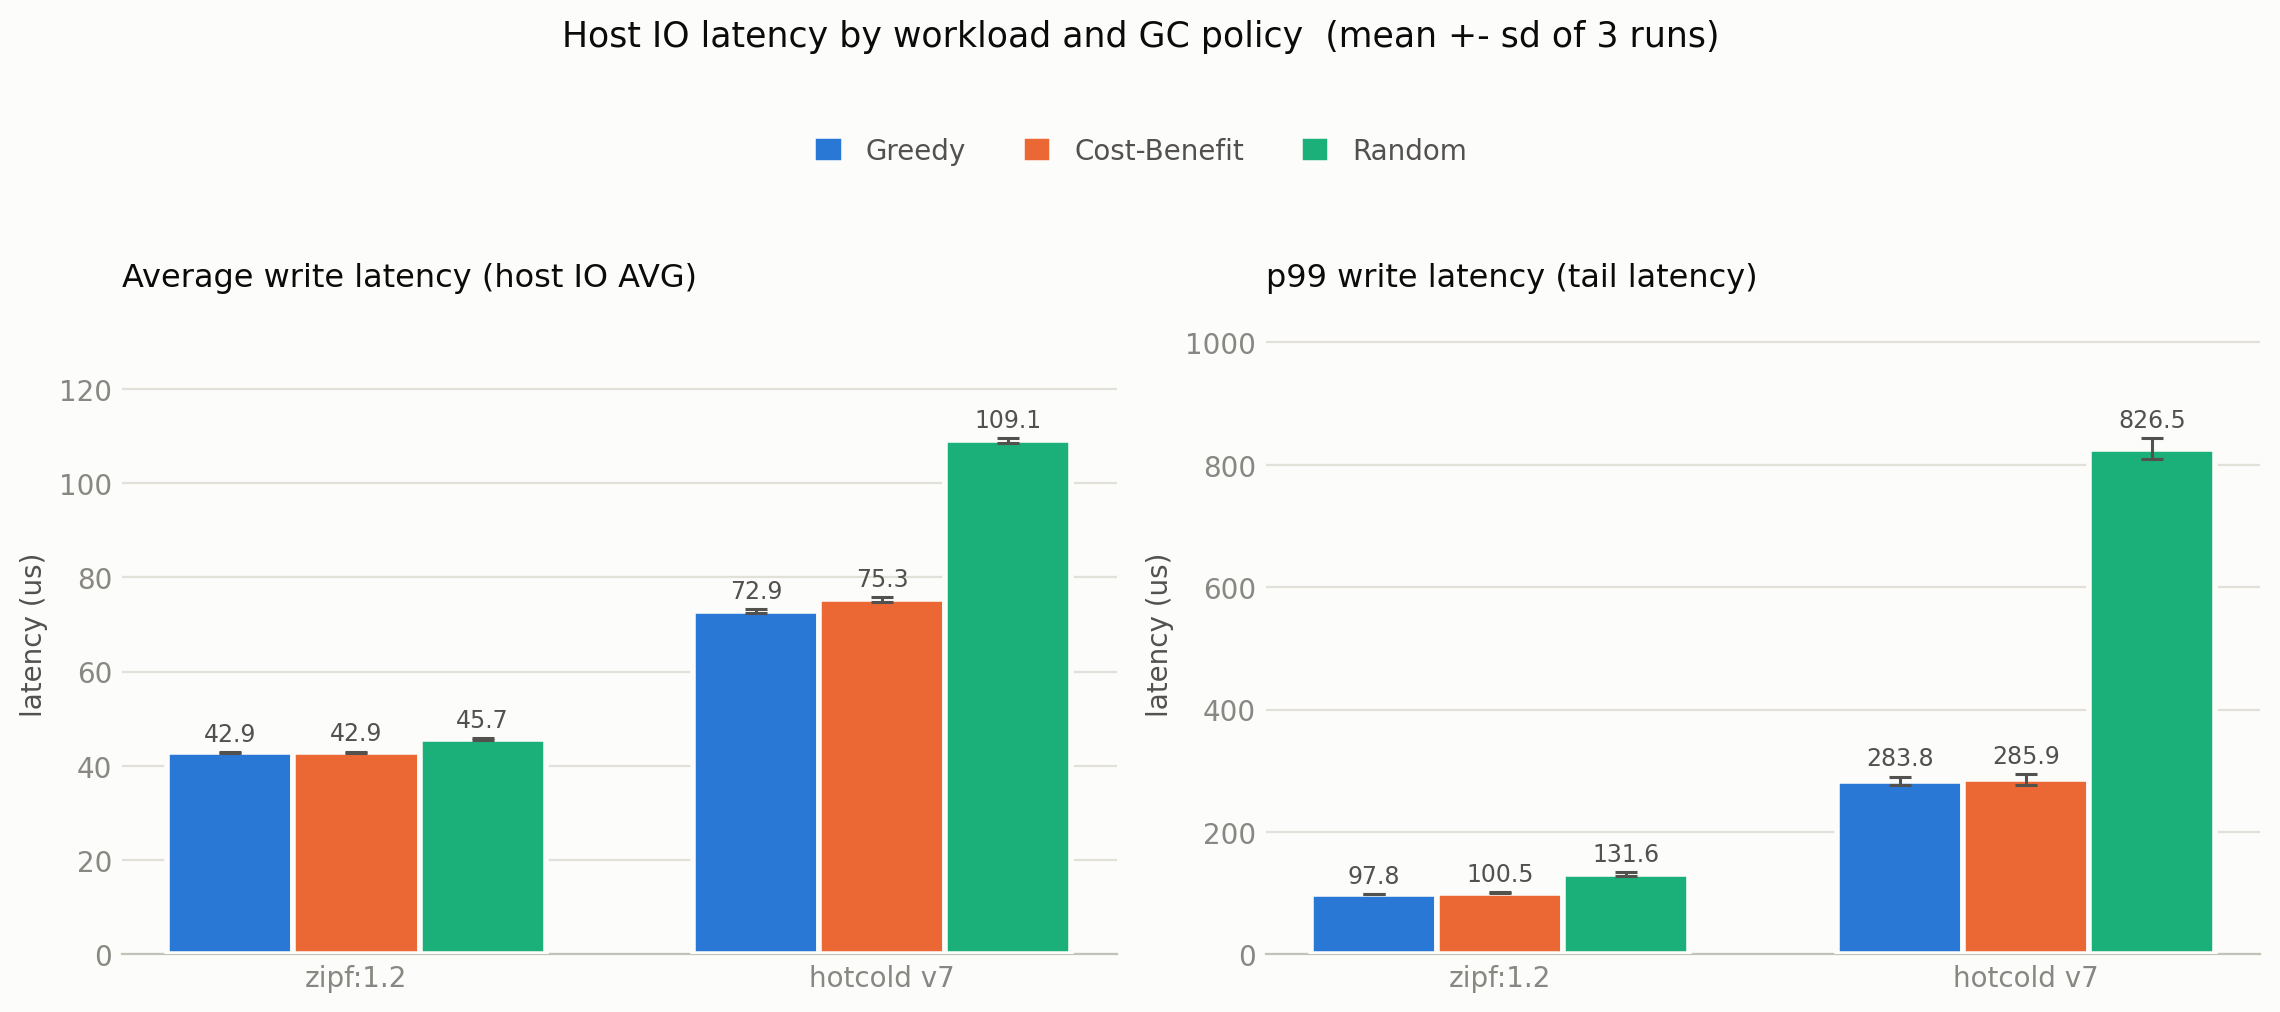 Host IO latency by workload and GC policy  (mean +- sd of 3 runs)
Greedy Cost-Benefit Random
Average write latency (host IO AVG)
latency (us)
120
100
80
60
40
20
0
42.9 42.9 45.7
72.9 75.3 109.1
zipf:1.2 hotcold v7
p99 write latency (tail latency)
latency (us)
1000
800
600
400
200
0
97.8 100.5 131.6
283.8 285.9 826.5
zipf:1.2 hotcold v7